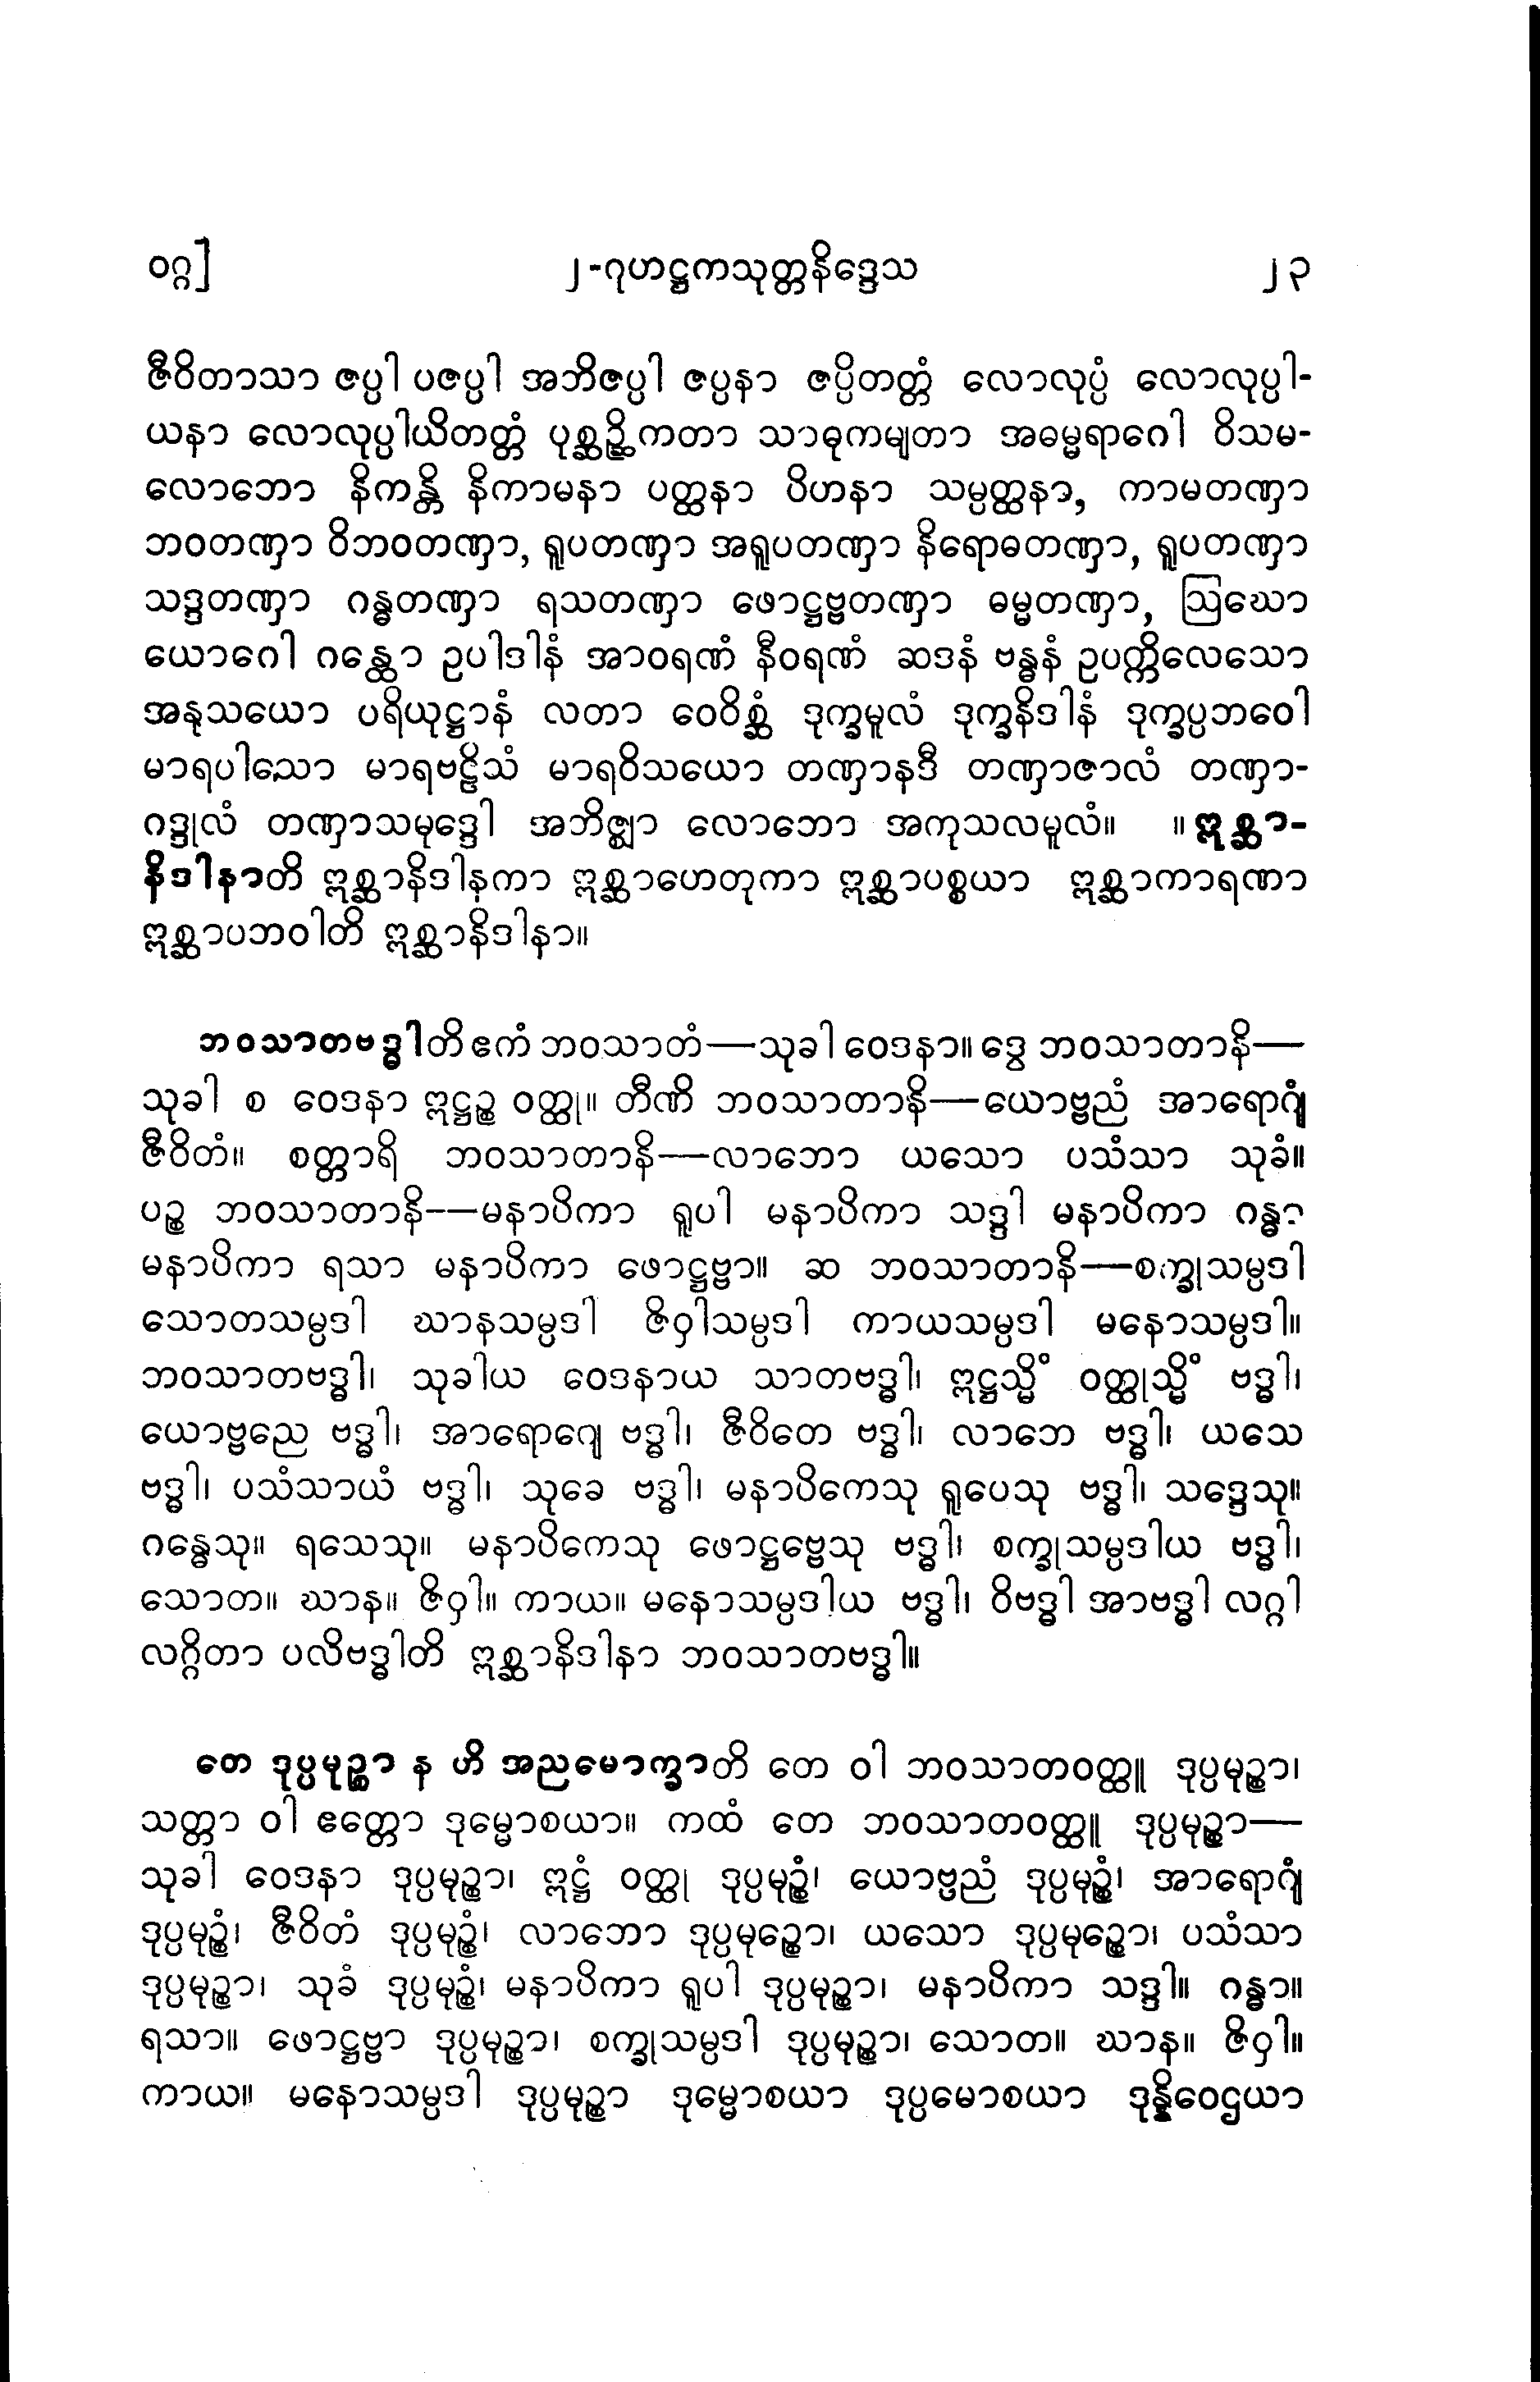 ဝဂ္ဂ] ၂-ဂုဟဋ္ဌကသုတ္တနိဒ္ဒေသ ၂၃
ဇီဝိတာသာ ဇပ္ပါ ပဇပ္ပါ အဘိဇပ္ပါ ဇပ္ပနာ ဇပ္ပိတတ္တံ လောလုပ္ပံ လောလုပ္ပါ-
ယနာ လောလုပ္ပါယိတတ္တံ ပုစ္ဆဉ္ဆိကတာ သာဓုကမျတာ အဓမ္မရာဂေါ ဝိသမ-
လောဘော နိကန္တိ နိကာမနာ ပတ္ထနာ ပိဟနာ သမ္ပတ္ထနာ, ကာမတဏှာ
ဘဝတဏှာ ဝိဘဝတဏှာ, ရူပတဏှာ အရူပတဏှာ နိရောဓတဏှာ, ရူပတဏှာ
သဒ္ဒတဏှာ ဂန္ဓတဏှာ ရသတဏှာ ဖောဋ္ဌဗ္ဗတဏှာ ဓမ္မတဏှာ, ဩဃော
ယောဂေါ ဂန္ထော ဥပါဒါနံ အာဝရဏံ နီဝရဏံ ဆဒနံ ဗန္ဓနံ ဥပက္ကိလေသော
အနုသယော ပရိယုဋ္ဌာနံ လတာ ဝေဝိစ္ဆံ ဒုက္ခမူလံ ဒုက္ခနိဒါနံ ဒုက္ခပ္ပဘဝေါ
မာရပါသော မာရဗဠိသံ မာရဝိသယော တဏှာနဒီ တဏှာဇာလံ တဏှာ-
ဂဒ္ဒုလံ တဏှာသမုဒ္ဒေါ အဘိဇ္ဈာ လောဘော အကုသလမူလံ။ ။ ဣစ္ဆာ-
နိဒါနာတိ ဣစ္ဆာနိဒါနကာ ဣစ္ဆာဟေတုကာ ဣစ္ဆာပစ္စယာ ဣစ္ဆာကာရဏာ
ဣစ္ဆာပဘဝါတိ ဣစ္ဆာနိဒါနာ။
ဘဝသာတဗဒ္ဓါတိ ဧကံ ဘဝသာတံ—သုခါ ဝေဒနာ။ ဒွေ ဘဝသာတာနိ—
သုခါ စ ဝေဒနာ ဣဋ္ဌဉ္စ ဝတ္ထု။ တီဏိ ဘဝသာတာနိ—ယောဗ္ဗညံ အာရောဂျံ
ဇီဝိတံ။ စတ္တာရိ ဘဝသာတာနိ—လာဘော ယသော ပသံသာ သုခံ။
ပဉ္စ ဘဝသာတာနိ—မနာပိကာ ရူပါ မနာပိကာ သဒ္ဒါ မနာပိကာ ဂန္ဓာ
မနာပိကာ ရသာ မနာပိကာ ဖောဋ္ဌဗ္ဗာ။ ဆ ဘဝသာတာနိ—စက္ခုသမ္ပဒါ
သောတသမ္ပဒါ ဃာနသမ္ပဒါ ဇိဝှါသမ္ပဒါ ကာယသမ္ပဒါ မနောသမ္ပဒါ။
ဘဝသာတဗဒ္ဓါ၊ သုခါယ ဝေဒနာယ သာတဗဒ္ဓါ၊ ဣဋ္ဌသ္မိံ ဝတ္ထုသ္မိံ ဗဒ္ဓါ၊
ယောဗ္ဗညေ ဗဒ္ဓါ၊ အာရောဂျေ ဗဒ္ဓါ၊ ဇီဝိတေ ဗဒ္ဓါ၊ လာဘေ ဗဒ္ဓါ၊ ယသေ
ဗဒ္ဓါ၊ ပသံသာယံ ဗဒ္ဓါ၊ သုခေ ဗဒ္ဓါ၊ မနာပိကေသု ရူပေသု ဗဒ္ဓါ၊ သဒ္ဒေသု။
ဂန္ဓေသု။ ရသေသု။ မနာပိကေသု ဖောဋ္ဌဗ္ဗေသု ဗဒ္ဓါ၊ စက္ခုသမ္ပဒါယ ဗဒ္ဓါ၊
သောတ။ ဃာန။ ဇိဝှါ။ ကာယ။ မနောသမ္ပဒါယ ဗဒ္ဓါ၊ ဝိဗဒ္ဓါ အာဗဒ္ဓါ လဂ္ဂါ
လဂ္ဂိတာ ပလိဗဒ္ဓါတိ ဣစ္ဆာနိဒါနာ ဘဝသာတဗဒ္ဓါ။
တေ ဒုပ္ပမုဉ္စာ န ဟိ အညမောက္ခာတိ တေ ဝါ ဘဝသာတဝတ္ထူ ဒုပ္ပမုဉ္စာ၊
သတ္တာ ဝါ ဧတ္တော ဒုမ္မောစယာ။ ကထံ တေ ဘဝသာတဝတ္ထူ ဒုပ္ပမုဉ္စာ—
သုခါ ဝေဒနာ ဒုပ္ပမုဉ္စာ၊ ဣဋ္ဌံ ဝတ္ထု ဒုပ္ပမုဉ္စံ၊ ယောဗ္ဗညံ ဒုပ္ပမုဉ္စံ၊ အာရောဂျံ
ဒုပ္ပမုဉ္စံ၊ ဇီဝိတံ ဒုပ္ပမုဉ္စံ၊ လာဘော ဒုပ္ပမုဉ္စော၊ ယသော ဒုပ္ပမုဉ္စော၊ ပသံသာ
ဒုပ္ပမုဉ္စာ၊ သုခံ ဒုပ္ပမုဉ္စံ၊ မနာပိကာ ရူပါ ဒုပ္ပမုဉ္စာ၊ မနာပိကာ သဒ္ဒါ။ ဂန္ဓာ။
ရသာ။ ဖောဋ္ဌဗ္ဗာ ဒုပ္ပမုဉ္စာ၊ စက္ခုသမ္ပဒါ ဒုပ္ပမုဉ္စာ၊ သောတ။ ဃာန။ ဇိဝှါ။
ကာယ။ မနောသမ္ပဒါ ဒုပ္ပမုဉ္စာ ဒုမ္မောစယာ ဒုပ္ပမောစယာ ဒုန္နိဝေဌယာ